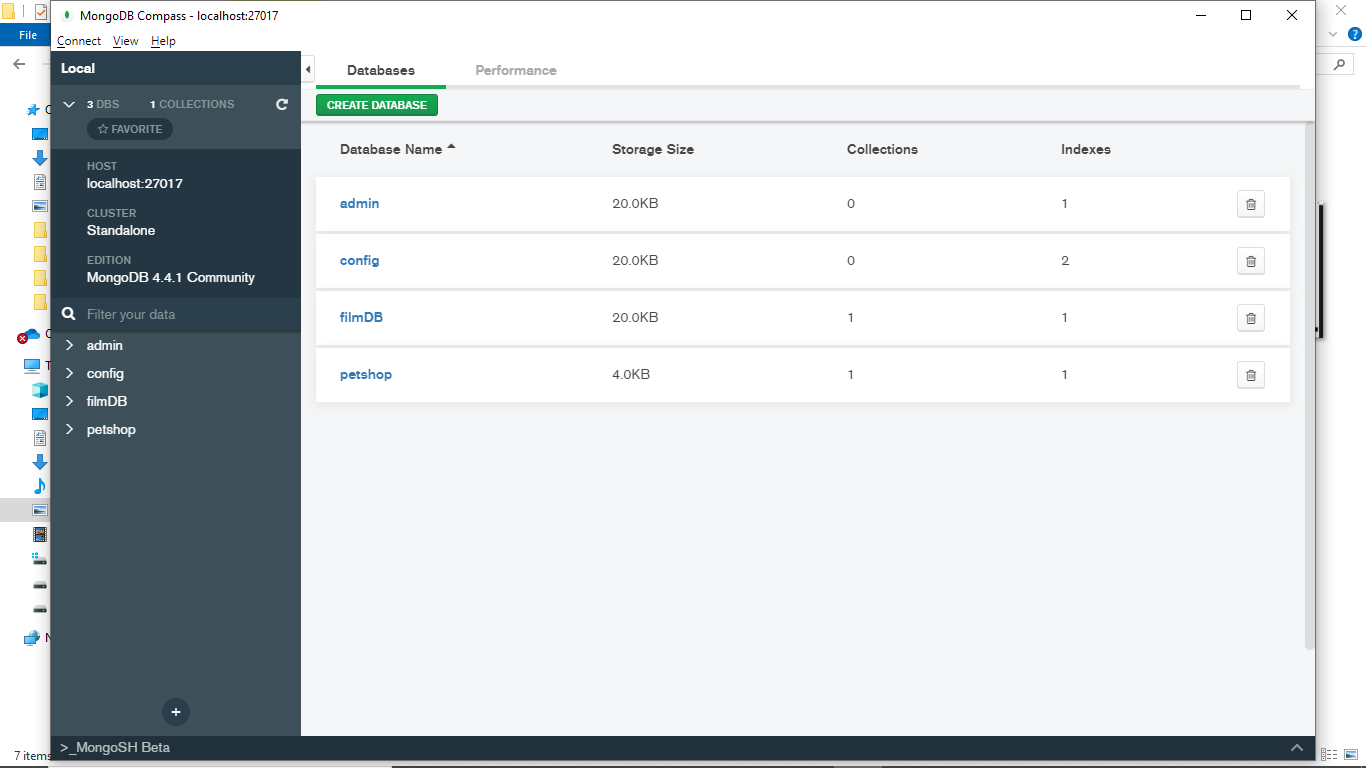 MongoDB Compass - localhost:27017
File
Connect View Help
Local
Databases Performance
3 DBS 1 COLLECTIONS
CREATE DATABASE
FAVORITE
Database Name Storage Size Collections Indexes
HOST
localhost:27017
admin 20.0KB 0 1
CLUSTER
Standalone
EDITION
MongoDB 4.4.1 Community
config 20.0KB 0 2
Filter your data
filmDB 20.0KB 1 1
admin
config
petshop 4.0KB 1 1
filmDB
petshop
+
>_MongoSH Beta
7 items